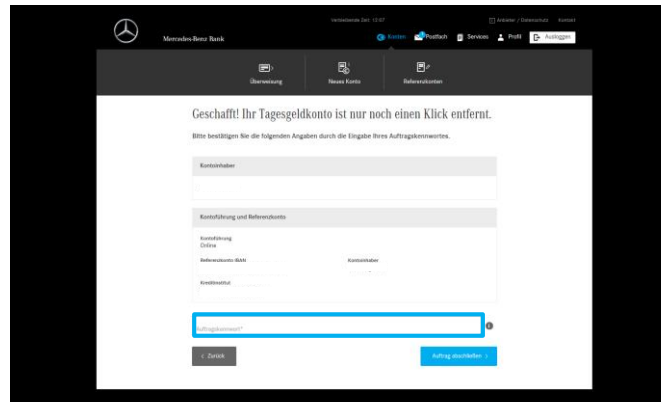 Verbleibende Zeit: 13:57
Anbieter / Datenschutz Kontakt
Mercedes-Benz Bank
Konten Postfach Services Profil Ausloggen
Überweisung Neues Konto Referenzkonten
Geschafft! Ihr Tagesgeldkonto ist nur noch einen Klick entfernt.
Bitte bestätigen Sie die folgenden Angaben durch die Eingabe Ihres Auftragskennwortes.
Kontoinhaber
Kontoführung und Referenzkonto
Kontoführung
Online
Referenzkonto IBAN Kontoinhaber
Kreditinstitut
Auftragskennwort*
< Zurück Auftrag abschließen >